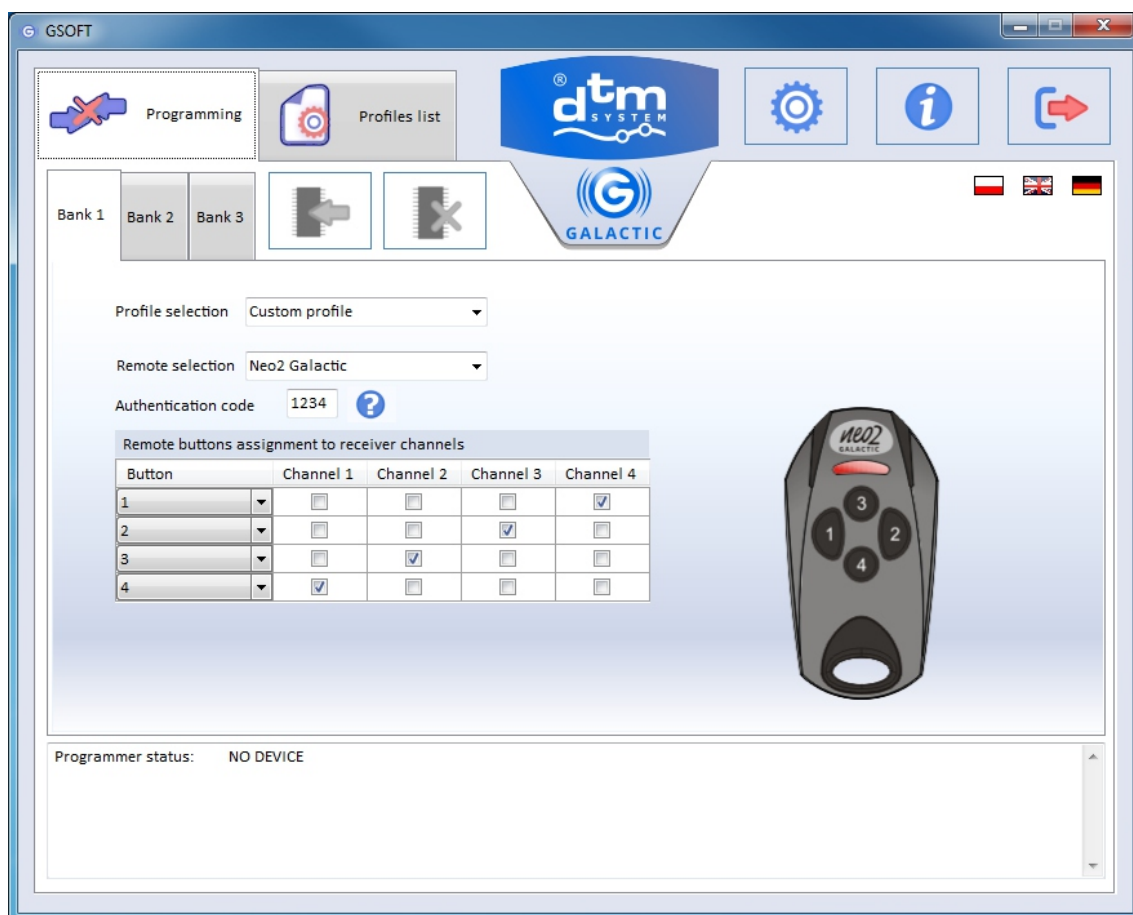 GSOFT
Programming
Profiles list
® dtm
SYSTEM
Bank 1
Bank 2
Bank 3
G
GALACTIC
Profile selection Custom profile
Remote selection Neo2 Galactic
Authentication code 1234 ?
Remote buttons assignment to receiver channels
Button Channel 1 Channel 2 Channel 3 Channel 4
1
2
3
4
neo2
GALACTIC
3
1 2
4
Programmer status: NO DEVICE